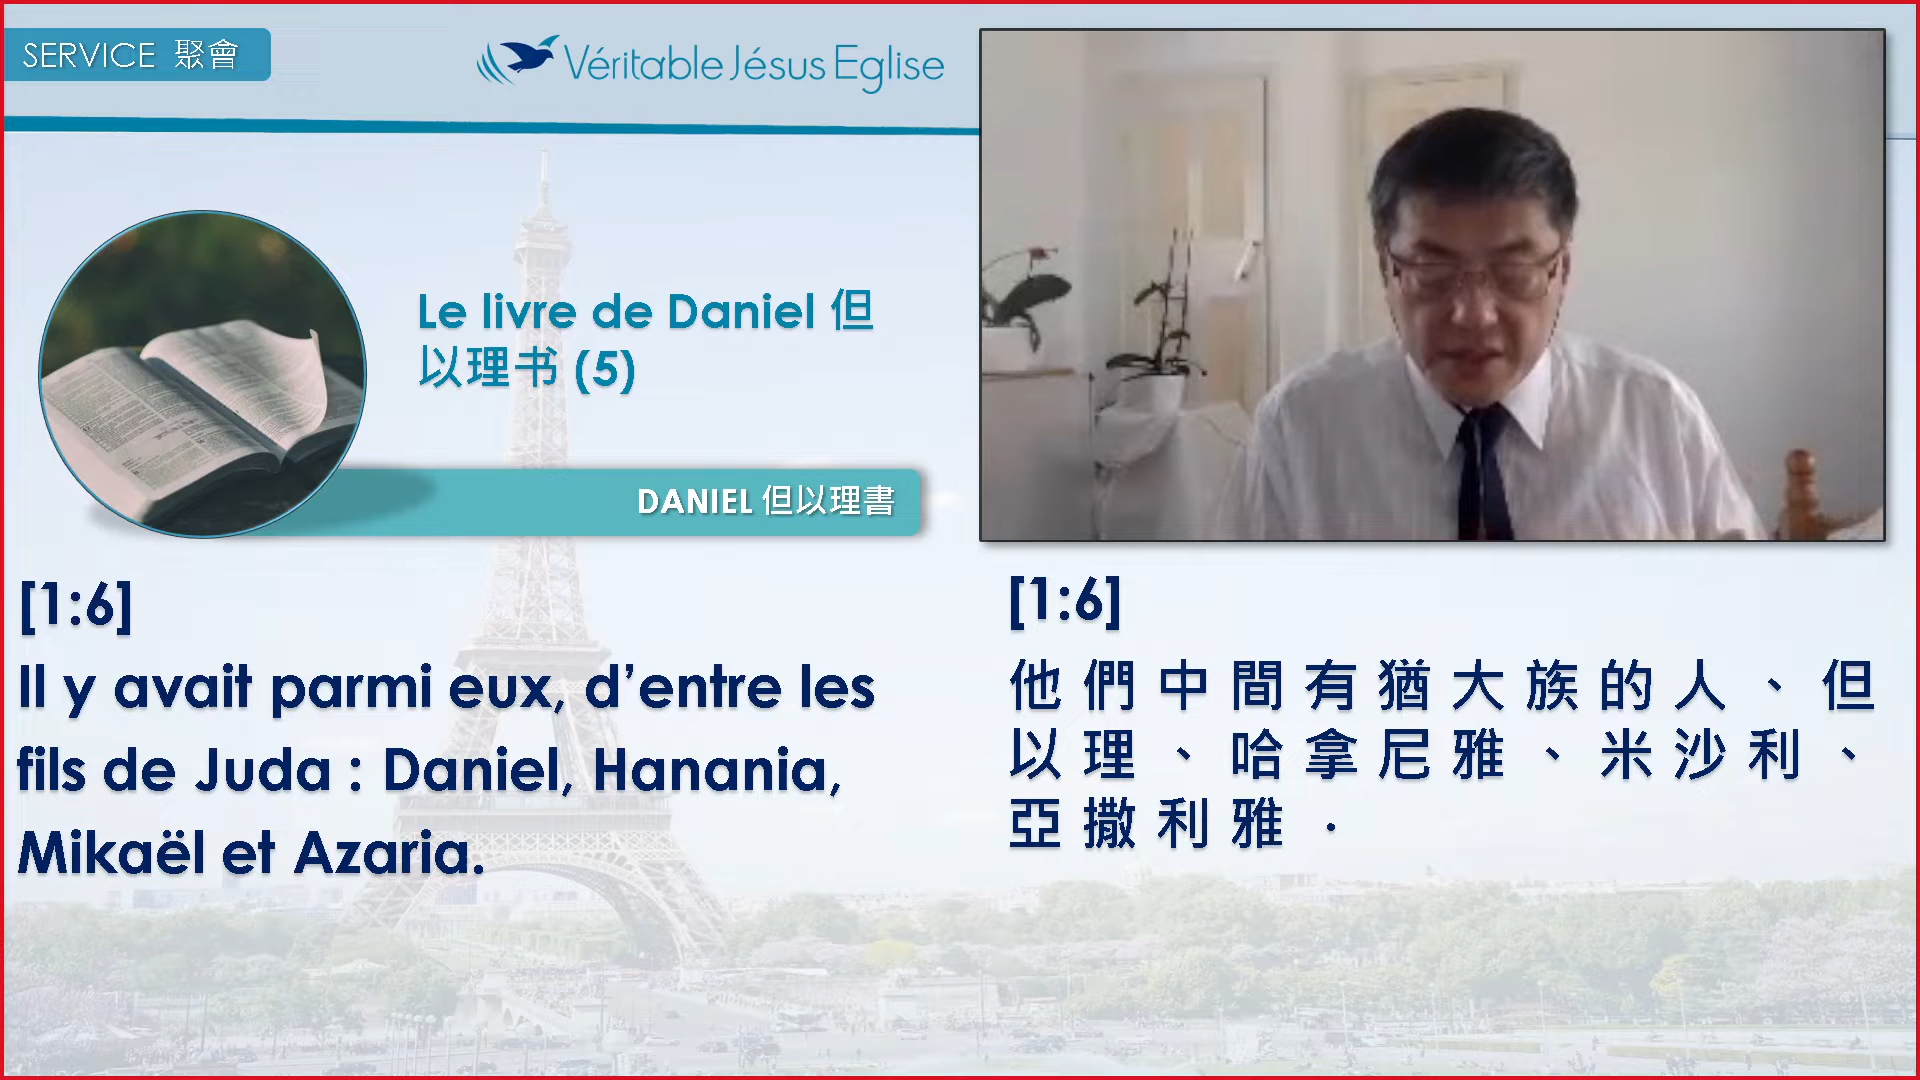 SERVICE 聚會
Véritable Jésus Eglise
Le livre de Daniel 但
以理书 (5)
DANIEL 但以理書
[1:6]
Il y avait parmi eux, d’entre les
fils de Juda : Daniel, Hanania,
Mikaël et Azaria.
[1:6]
他們中間有猶大族的人、但
以理、哈拿尼雅、米沙利、
亞撒利雅．